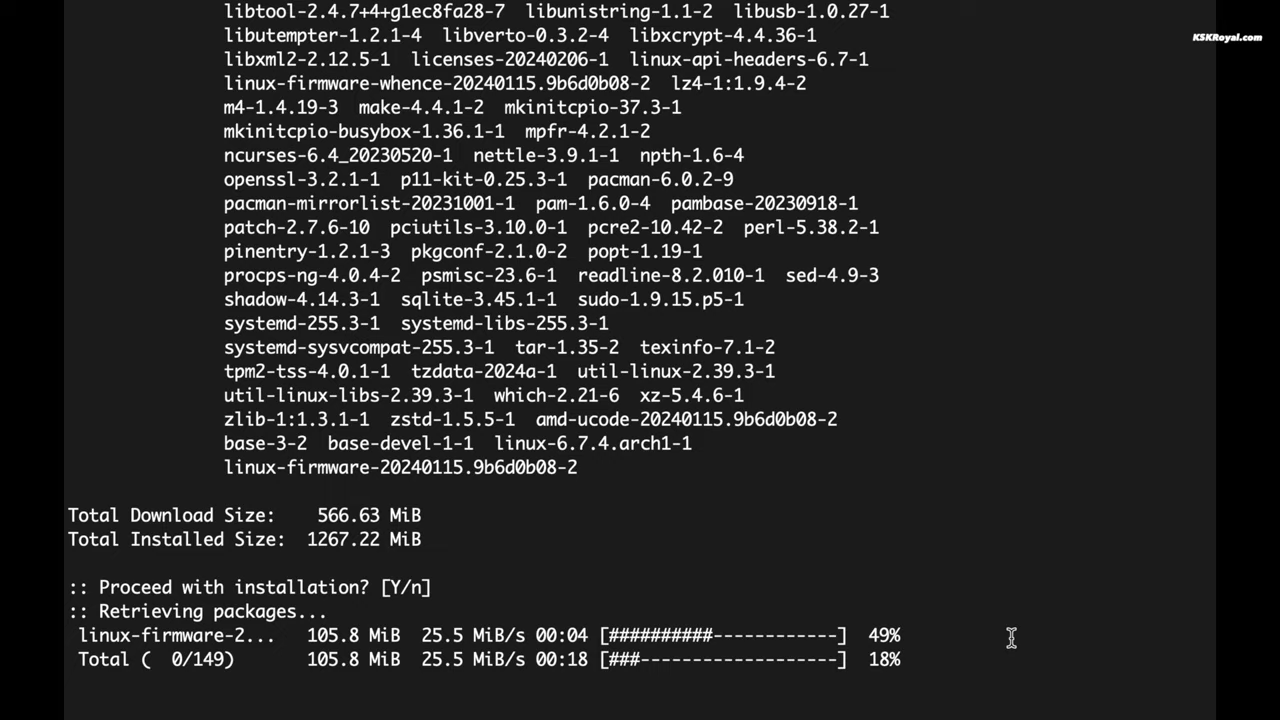 libtool-2.4.7+4+g1ec8fa28-7  libunistring-1.1-2  libusb-1.0.27-1
KSKRoyal.com
libutempter-1.2.1-4  libverto-0.3.2-4  libxcrypt-4.4.36-1
libxml2-2.12.5-1  licenses-20240206-1  linux-api-headers-6.7-1
linux-firmware-whence-20240115.9b6d0b08-2  lz4-1:1.9.4-2
m4-1.4.19-3  make-4.4.1-2  mkinitcpio-37.3-1
mkinitcpio-busybox-1.36.1-1  mpfr-4.2.1-2
ncurses-6.4_20230520-1  nettle-3.9.1-1  npth-1.6-4
openssl-3.2.1-1  p11-kit-0.25.3-1  pacman-6.0.2-9
pacman-mirrorlist-20231001-1  pam-1.6.0-4  pambase-20230918-1
patch-2.7.6-10  pciutils-3.10.0-1  pcre2-10.42-2  perl-5.38.2-1
pinentry-1.2.1-3  pkgconf-2.1.0-2  popt-1.19-1
procps-ng-4.0.4-2  psmisc-23.6-1  readline-8.2.010-1  sed-4.9-3
shadow-4.14.3-1  sqlite-3.45.1-1  sudo-1.9.15.p5-1
systemd-255.3-1  systemd-libs-255.3-1
systemd-sysvcompat-255.3-1  tar-1.35-2  texinfo-7.1-2
tpm2-tss-4.0.1-1  tzdata-2024a-1  util-linux-2.39.3-1
util-linux-libs-2.39.3-1  which-2.21-6  xz-5.4.6-1
zlib-1:1.3.1-1  zstd-1.5.5-1  amd-ucode-20240115.9b6d0b08-2
base-3-2  base-devel-1-1  linux-6.7.4.arch1-1
linux-firmware-20240115.9b6d0b08-2
Total Download Size:    566.63 MiB
Total Installed Size:  1267.22 MiB
:: Proceed with installation? [Y/n]
:: Retrieving packages...
linux-firmware-2...   105.8 MiB  25.5 MiB/s 00:04 [##########------------]  49%
Total (  0/149)       105.8 MiB  25.5 MiB/s 00:18 [###-------------------]  18%